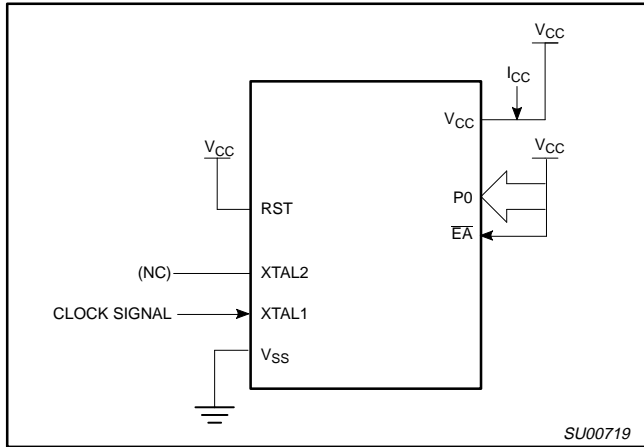 VCC
ICC
VCC
VCC
VCC
P0
RST
EA
(NC)
XTAL2
CLOCK SIGNAL
XTAL1
VSS
SU00719